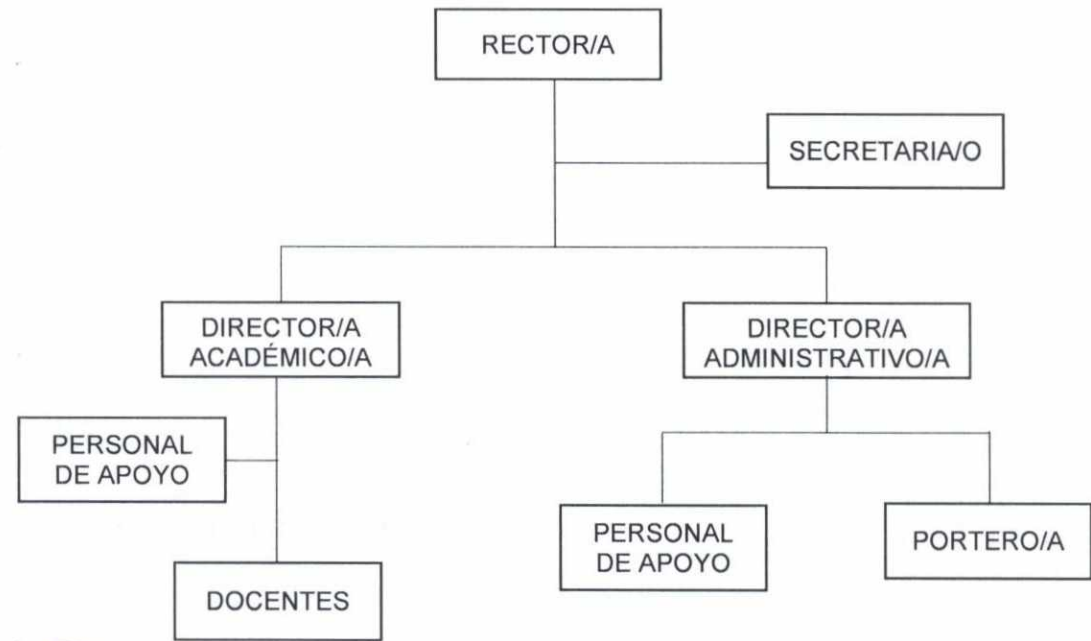 RECTOR/A
SECRETARIA/O
DIRECTOR/A
ACADÉMICO/A
DIRECTOR/A
ADMINISTRATIVO/A
PERSONAL
DE APOYO
PERSONAL
DE APOYO
PORTERO/A
DOCENTES